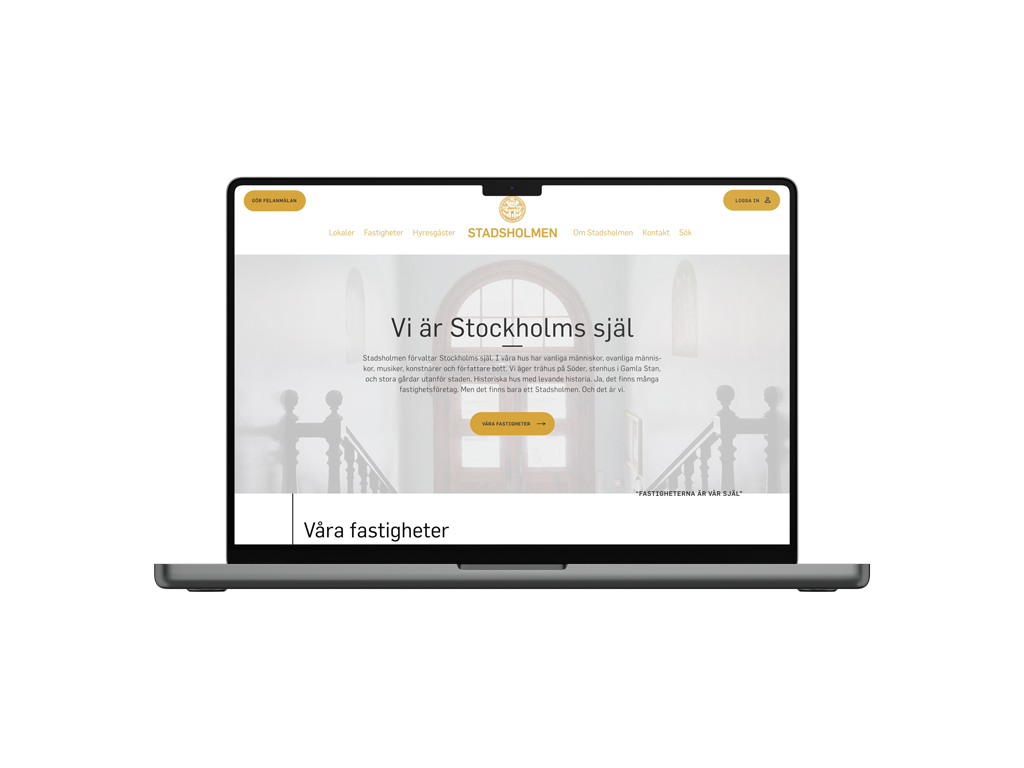 GÖR FELANMÄLAN
LOGGA IN
Lokaler Fastigheter Hyresgäster STADSHOLMEN Om Stadsholmen Kontakt Sök
Vi är Stockholms själ
Stadsholmen förvaltar Stockholms själ. I våra hus har vanliga människor, ovanliga männis-
kor, musiker, konstnärer och författare bott. Vi äger trähus på Söder, stenhus i Gamla Stan,
och stora gårdar utanför staden. Historiska hus med levande historia. Ja, det finns många
fastighetsföretag. Men det finns bara ett Stadsholmen. Och det är vi.
VÅRA FASTIGHETER
"FASTIGHETERNA ÄR VÅR SJÄL"
Våra fastigheter